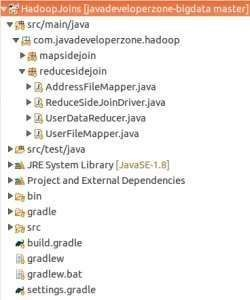 HadoopJoins [javadeveloperzone-bigdata master]
src/main/java
com.javadeveloperzone.hadoop
mapsidejoin
reducesidejoin
AddressFileMapper.java
ReduceSideJoinDriver.java
UserDataReducer.java
UserFileMapper.java
src/test/java
JRE System Library [JavaSE-1.8]
Project and External Dependencies
bin
gradle
src
build.gradle
gradlew
gradlew.bat
settings.gradle